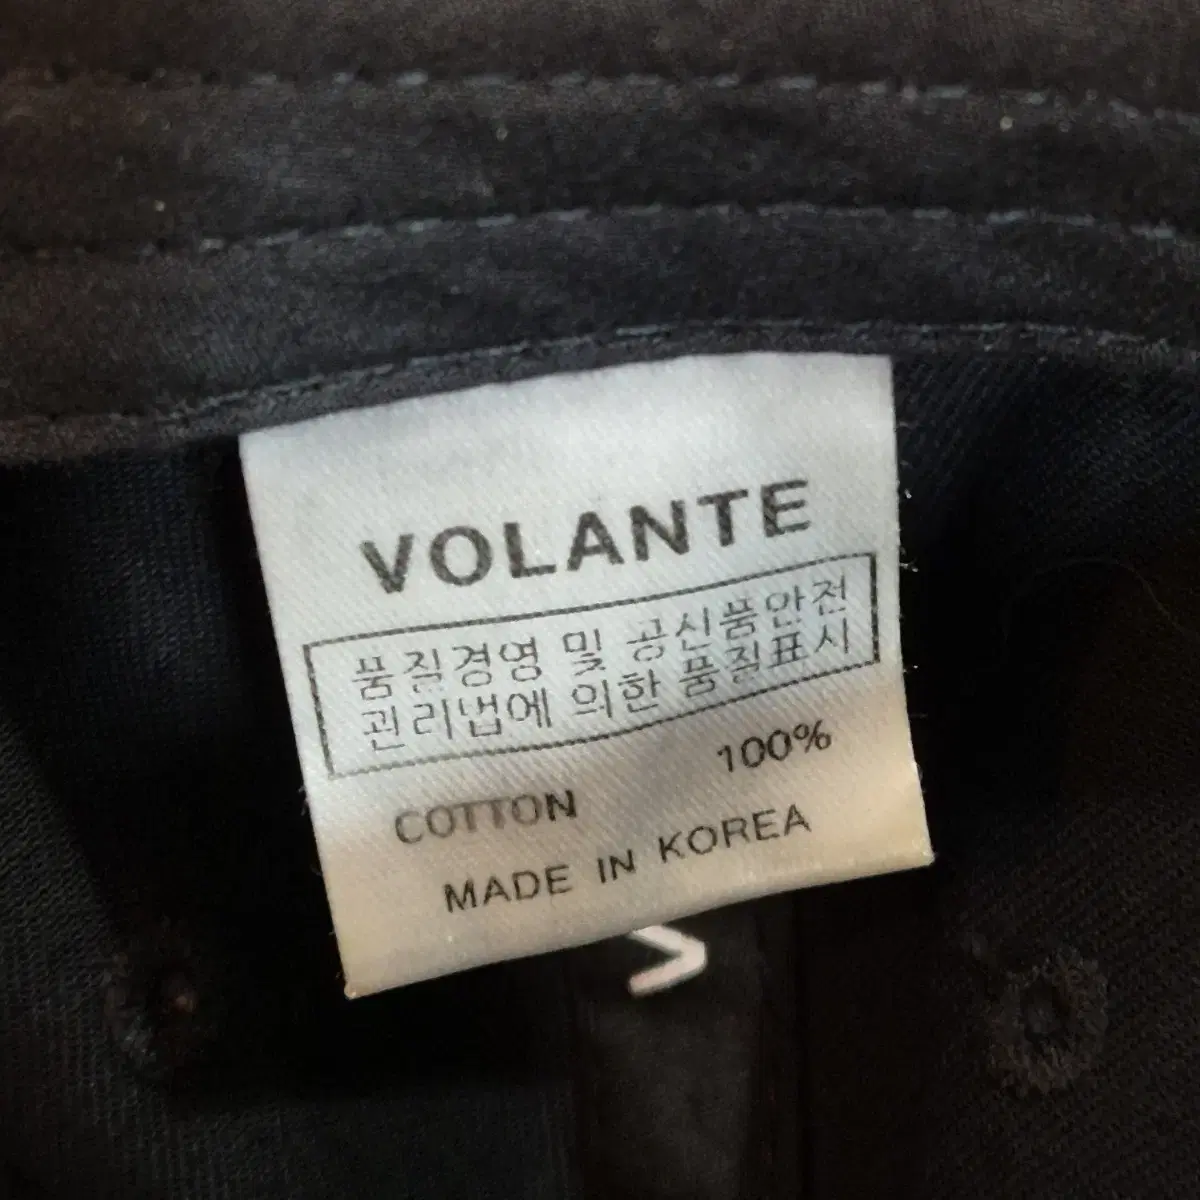 VOLANTE
품질경영 및 공신품안전
관리법에 의한 품질표시
100%
COTTON
MADE IN KOREA